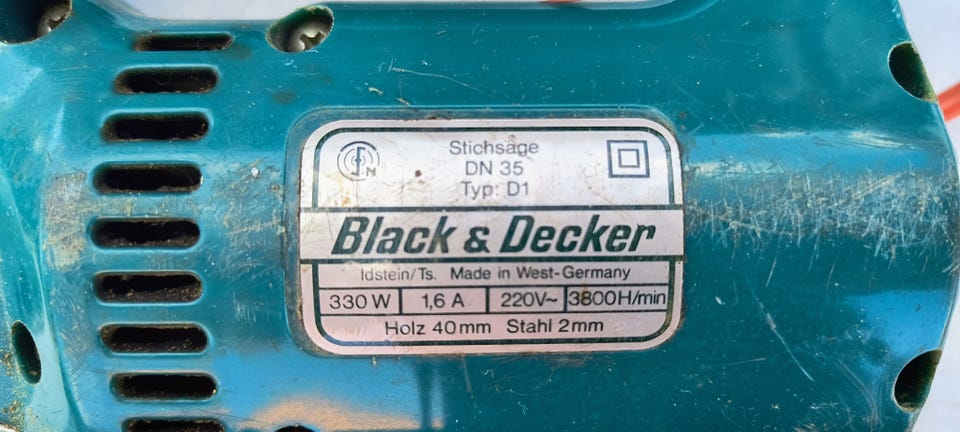 Stichsäge
DN 35
Typ: D1
Black & Decker
Idstein/Ts. Made in West-Germany
330 W 1,6 A 220V~ 3800H/min
Holz 40mm Stahl 2mm